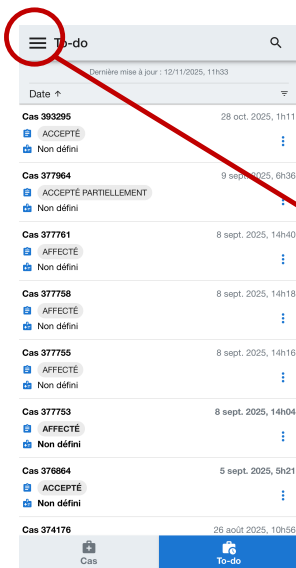 To-do
Dernière mise à jour : 12/11/2025, 11h33
Date ↑
Cas 393295 28 oct. 2025, 1h11
ACCEPTÉ
Non défini
Cas 377964 9 sept. 2025, 6h36
ACCEPTÉ PARTIELLEMENT
Non défini
Cas 377761 8 sept. 2025, 14h40
AFFECTÉ
Non défini
Cas 377758 8 sept. 2025, 14h18
AFFECTÉ
Non défini
Cas 377755 8 sept. 2025, 14h16
AFFECTÉ
Non défini
Cas 377753 8 sept. 2025, 14h04
AFFECTÉ
Non défini
Cas 376864 5 sept. 2025, 5h21
ACCEPTÉ
Non défini
Cas 374176 26 août 2025, 10h56
Cas To-do